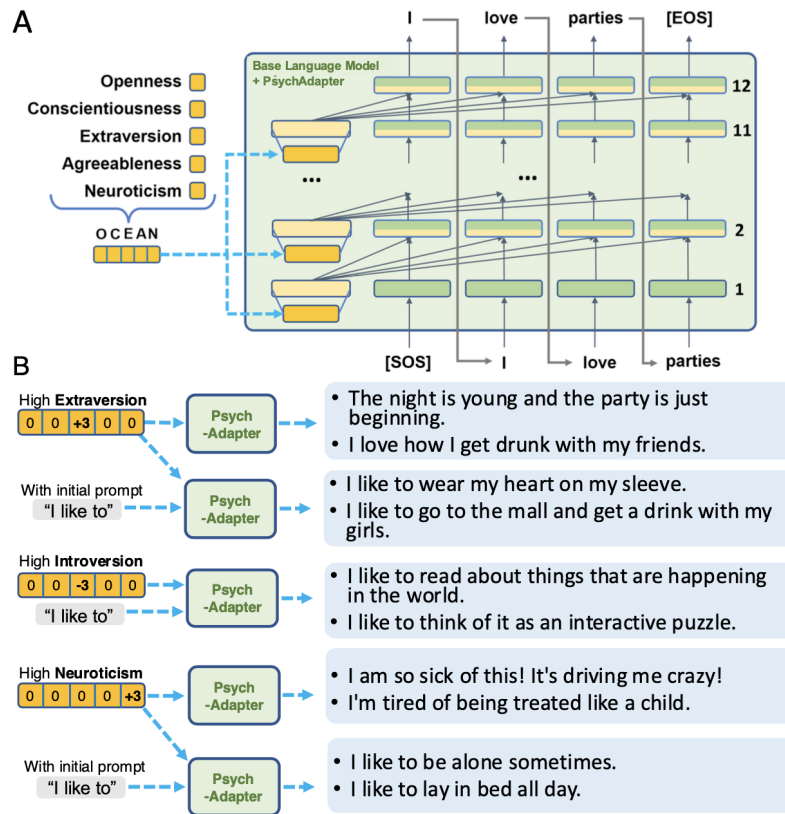 A
I love parties [EOS]
Base Language Model
+ PsychAdapter
12
11
Openness
Conscientiousness
Extraversion
Agreeableness
Neuroticism
...
...
O C E A N
2
1
[SOS] I love parties
B
High Extraversion
0 0 +3 0 0
Psych
-Adapter
• The night is young and the party is just
beginning.
• I love how I get drunk with my friends.
With initial prompt
“I like to”
Psych
-Adapter
• I like to wear my heart on my sleeve.
• I like to go to the mall and get a drink with my
girls.
High Introversion
0 0 -3 0 0
“I like to”
Psych
-Adapter
• I like to read about things that are happening
in the world.
• I like to think of it as an interactive puzzle.
High Neuroticism
0 0 0 0 +3
Psych
-Adapter
• I am so sick of this! It's driving me crazy!
• I'm tired of being treated like a child.
With initial prompt
“I like to”
Psych
-Adapter
• I like to be alone sometimes.
• I like to lay in bed all day.